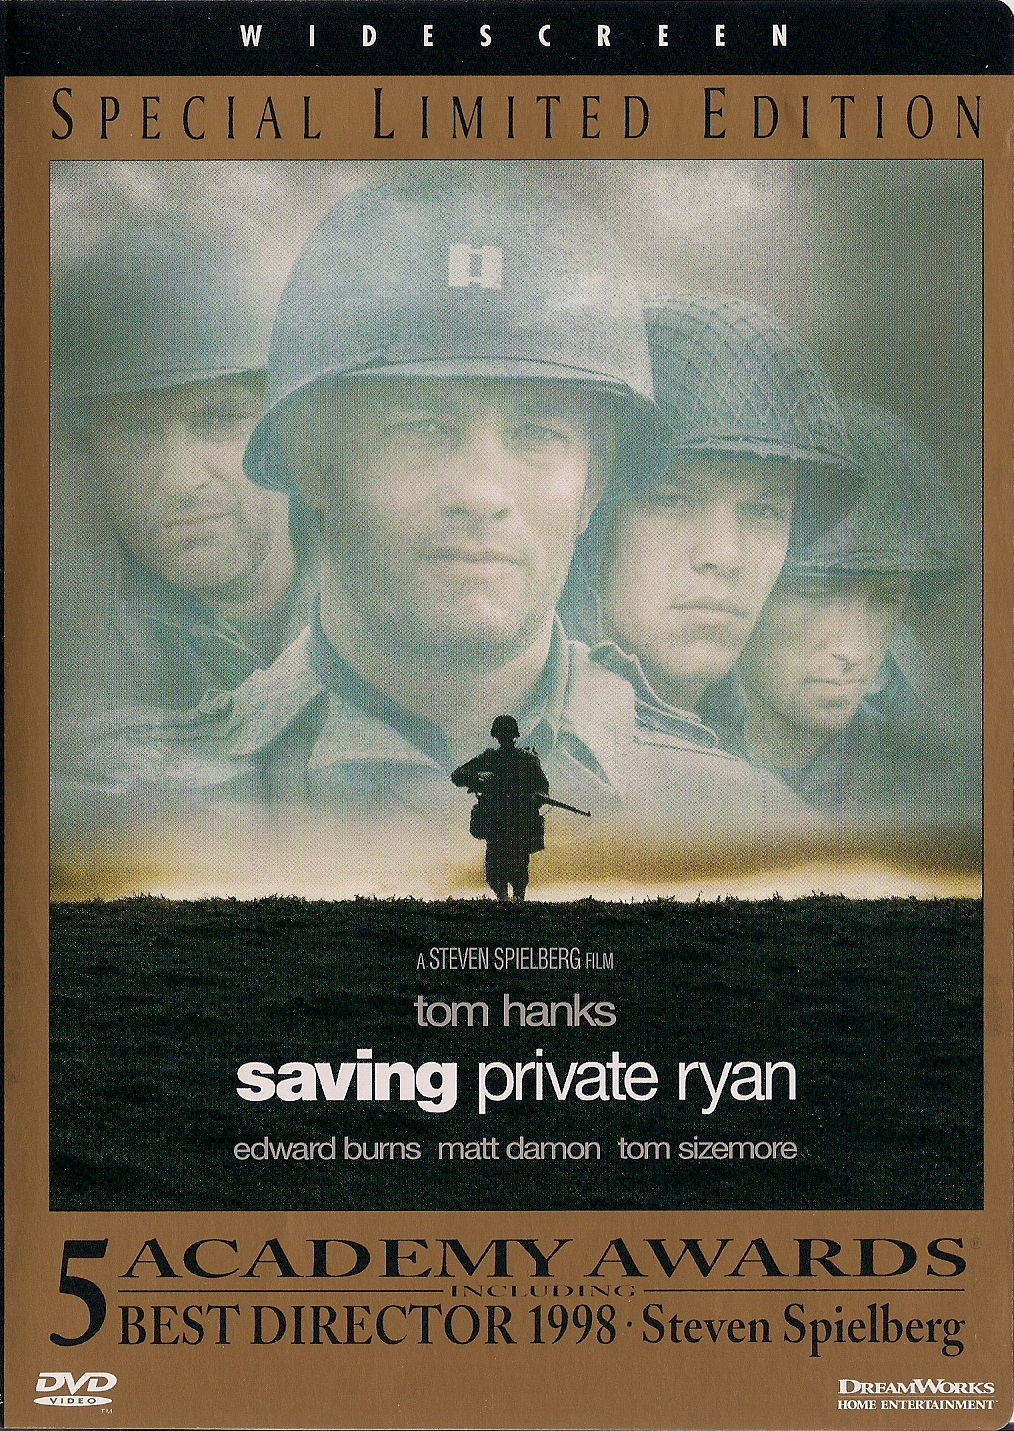 WIDESCREEN
SPECIAL LIMITED EDITION
A STEVEN SPIELBERG FILM
tom hanks
saving private ryan
edward burns matt damon tom sizemore
5 ACADEMY AWARDS®
INCLUDING
BEST DIRECTOR 1998 · Steven Spielberg
DVD
VIDEO
TM
DREAMWORKS
HOME ENTERTAINMENT